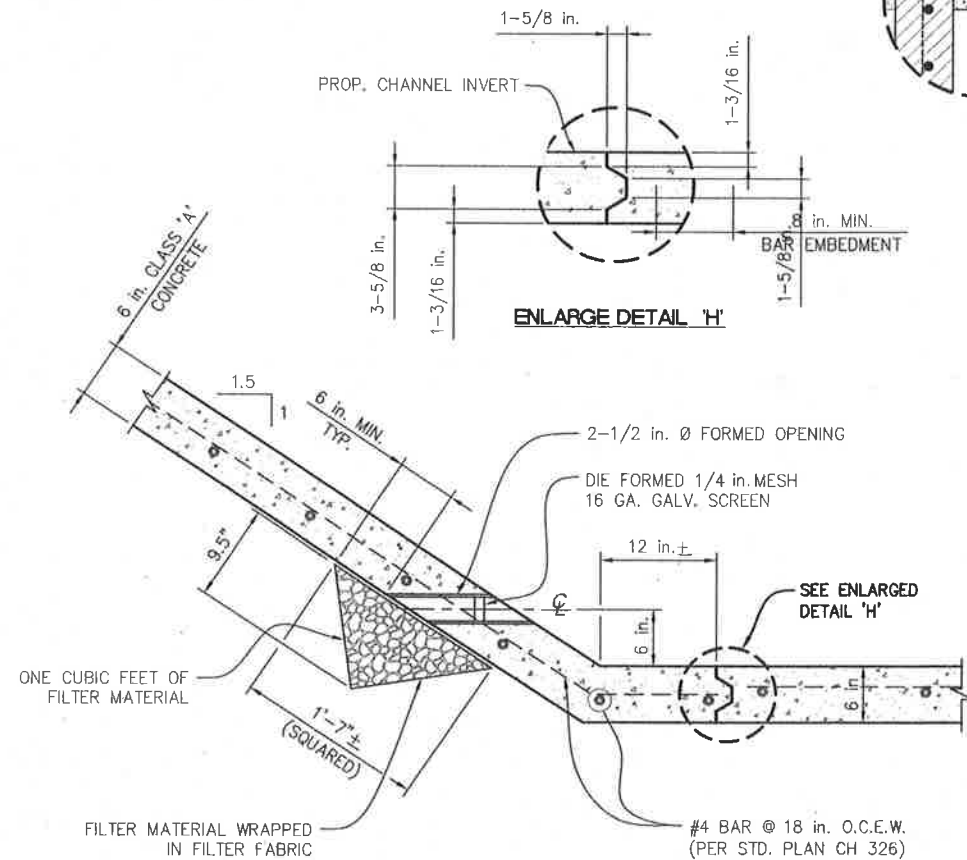 1-5/8 in.
PROP. CHANNEL INVERT
1-3/16 in.
3-5/8 in.
1-3/16 in.
8 in. MIN.
BAR EMBEDMENT
1-5/8 in.
ENLARGE DETAIL 'H'
6 in. CLASS 'A'
CONCRETE
1.5
1
6 in. MIN.
TYP.
2-1/2 in. Ø FORMED OPENING
DIE FORMED 1/4 in. MESH
16 GA. GALV. SCREEN
9.5"
12 in.±
SEE ENLARGED
DETAIL 'H'
℄
6 in.
6 in
ONE CUBIC FEET OF
FILTER MATERIAL
1'-7"±
(SQUARED)
FILTER MATERIAL WRAPPED
IN FILTER FABRIC
#4 BAR @ 18 in. O.C.E.W.
(PER STD. PLAN CH 326)